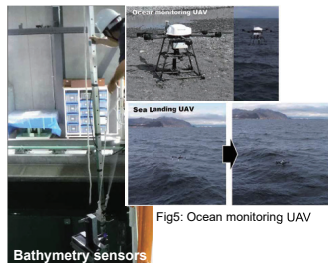 Ocean monitoring UAV
Sea Landing UAV
Fig5: Ocean monitoring UAV
Bathymetry sensors